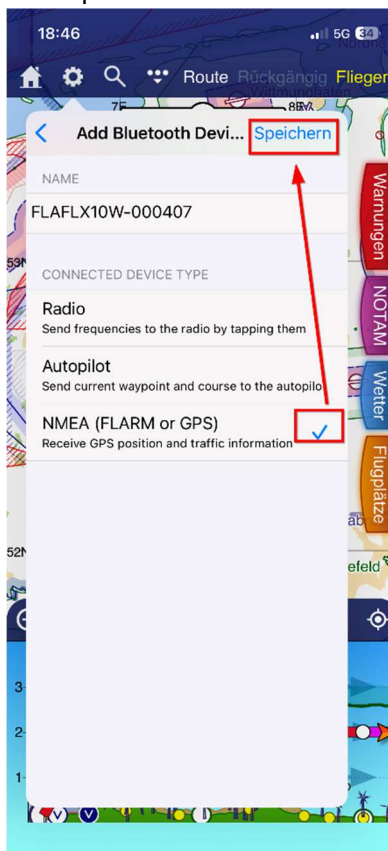 18:46
5G 34
Route Rückgängig Flieger
Wittmundhafen
Add Bluetooth Devi... Speichern
NAME
FLAFLX10W-000407
CONNECTED DEVICE TYPE
Radio
Send frequencies to the radio by tapping them
Autopilot
Send current waypoint and course to the autopilo
NMEA (FLARM or GPS)
Receive GPS position and traffic information
Warnungen
NOTAM
Wetter
Flugplätze
53N
52N
efeld
3
2
1
V
V